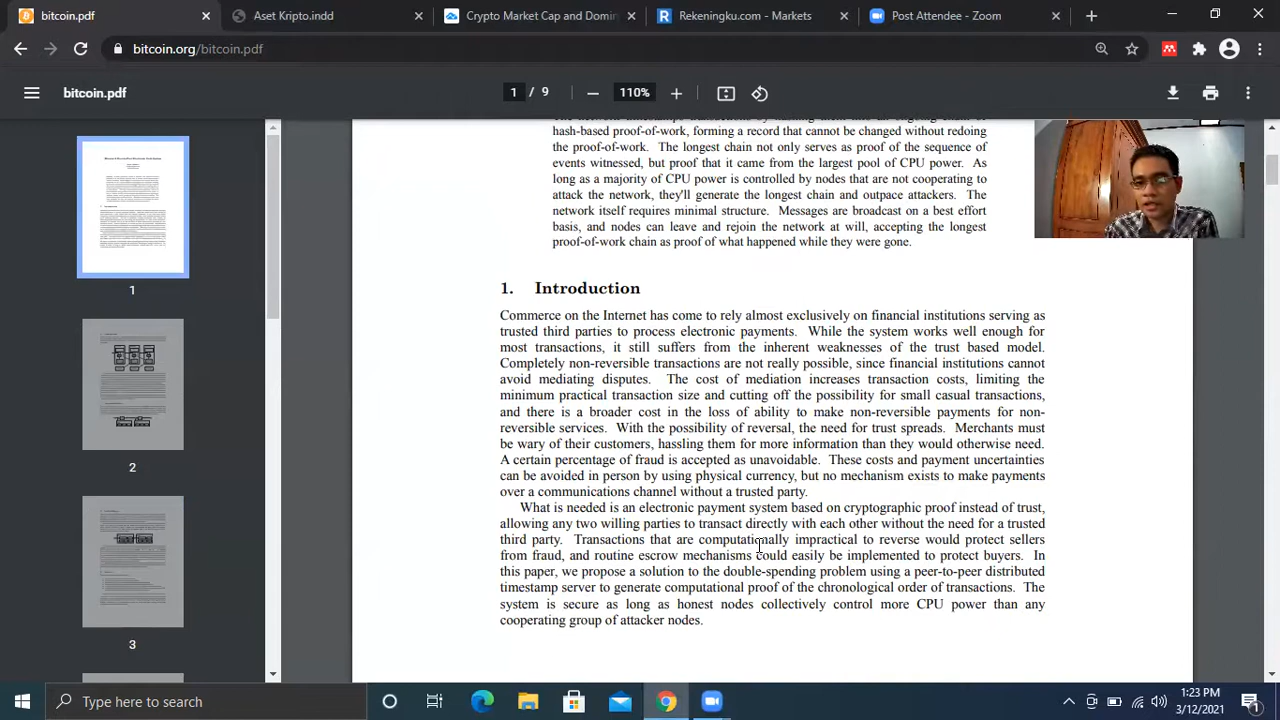 bitcoin.pdf
Aset Kripto.indd
Crypto Market Cap and Domin
Rekeningku.com - Markets
Post Attendee - Zoom
bitcoin.org/bitcoin.pdf
bitcoin.pdf
1 / 9
110%
hash-based proof-of-work, forming a record that cannot be changed without redoing
the proof-of-work. The longest chain not only serves as proof of the sequence of
events witnessed, but proof that it came from the largest pool of CPU power. As
long as a majority of CPU power is controlled by nodes that are not cooperating to
attack the network, they'll generate the longest chain and outpace attackers. The
network itself requires minimal structure. Messages are broadcast on a best effort
basis, and nodes can leave and rejoin the network at will, accepting the longest
proof-of-work chain as proof of what happened while they were gone.
1. Introduction
Commerce on the Internet has come to rely almost exclusively on financial institutions serving as
trusted third parties to process electronic payments. While the system works well enough for
most transactions, it still suffers from the inherent weaknesses of the trust based model.
Completely non-reversible transactions are not really possible, since financial institutions cannot
avoid mediating disputes. The cost of mediation increases transaction costs, limiting the
minimum practical transaction size and cutting off the possibility for small casual transactions,
and there is a broader cost in the loss of ability to make non-reversible payments for non-
reversible services. With the possibility of reversal, the need for trust spreads. Merchants must
be wary of their customers, hassling them for more information than they would otherwise need.
A certain percentage of fraud is accepted as unavoidable. These costs and payment uncertainties
can be avoided in person by using physical currency, but no mechanism exists to make payments
over a communications channel without a trusted party.
What is needed is an electronic payment system based on cryptographic proof instead of trust,
allowing any two willing parties to transact directly with each other without the need for a trusted
third party. Transactions that are computationally impractical to reverse would protect sellers
from fraud, and routine escrow mechanisms could easily be implemented to protect buyers. In
this paper, we propose a solution to the double-spending problem using a peer-to-peer distributed
timestamp server to generate computational proof of the chronological order of transactions. The
system is secure as long as honest nodes collectively control more CPU power than any
cooperating group of attacker nodes.
1
2
3
Type here to search
1:23 PM
3/12/2021